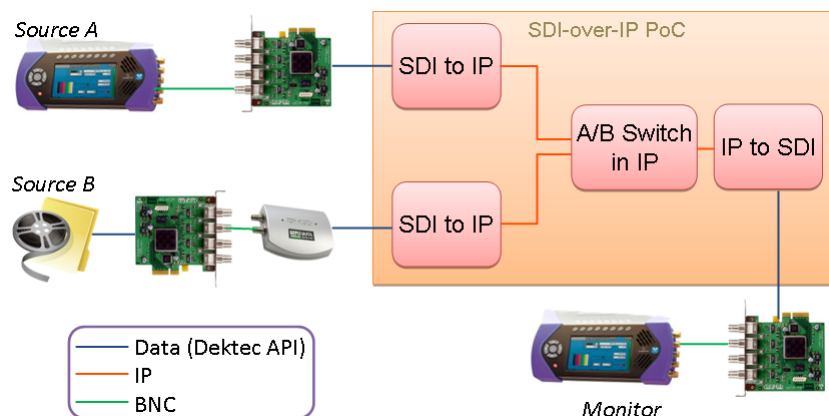 Source A
SDI-over-IP PoC
SDI to IP
A/B Switch
in IP
IP to SDI
Source B
SDI to IP
Data (Dektec API)
IP
BNC
Monitor